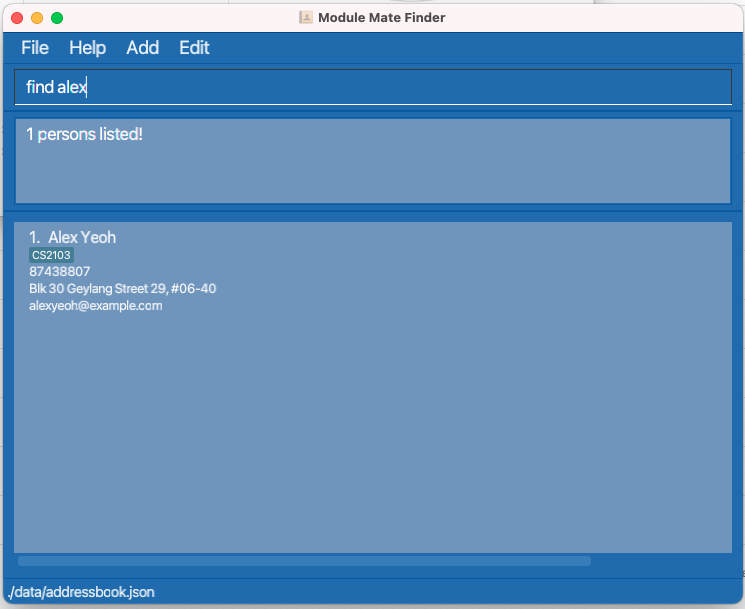 Module Mate Finder
File Help Add Edit
find alex
1 persons listed!
1. Alex Yeoh
CS2103
87438807
Blk 30 Geylang Street 29, #06-40
alexyeoh@example.com
./data/addressbook.json